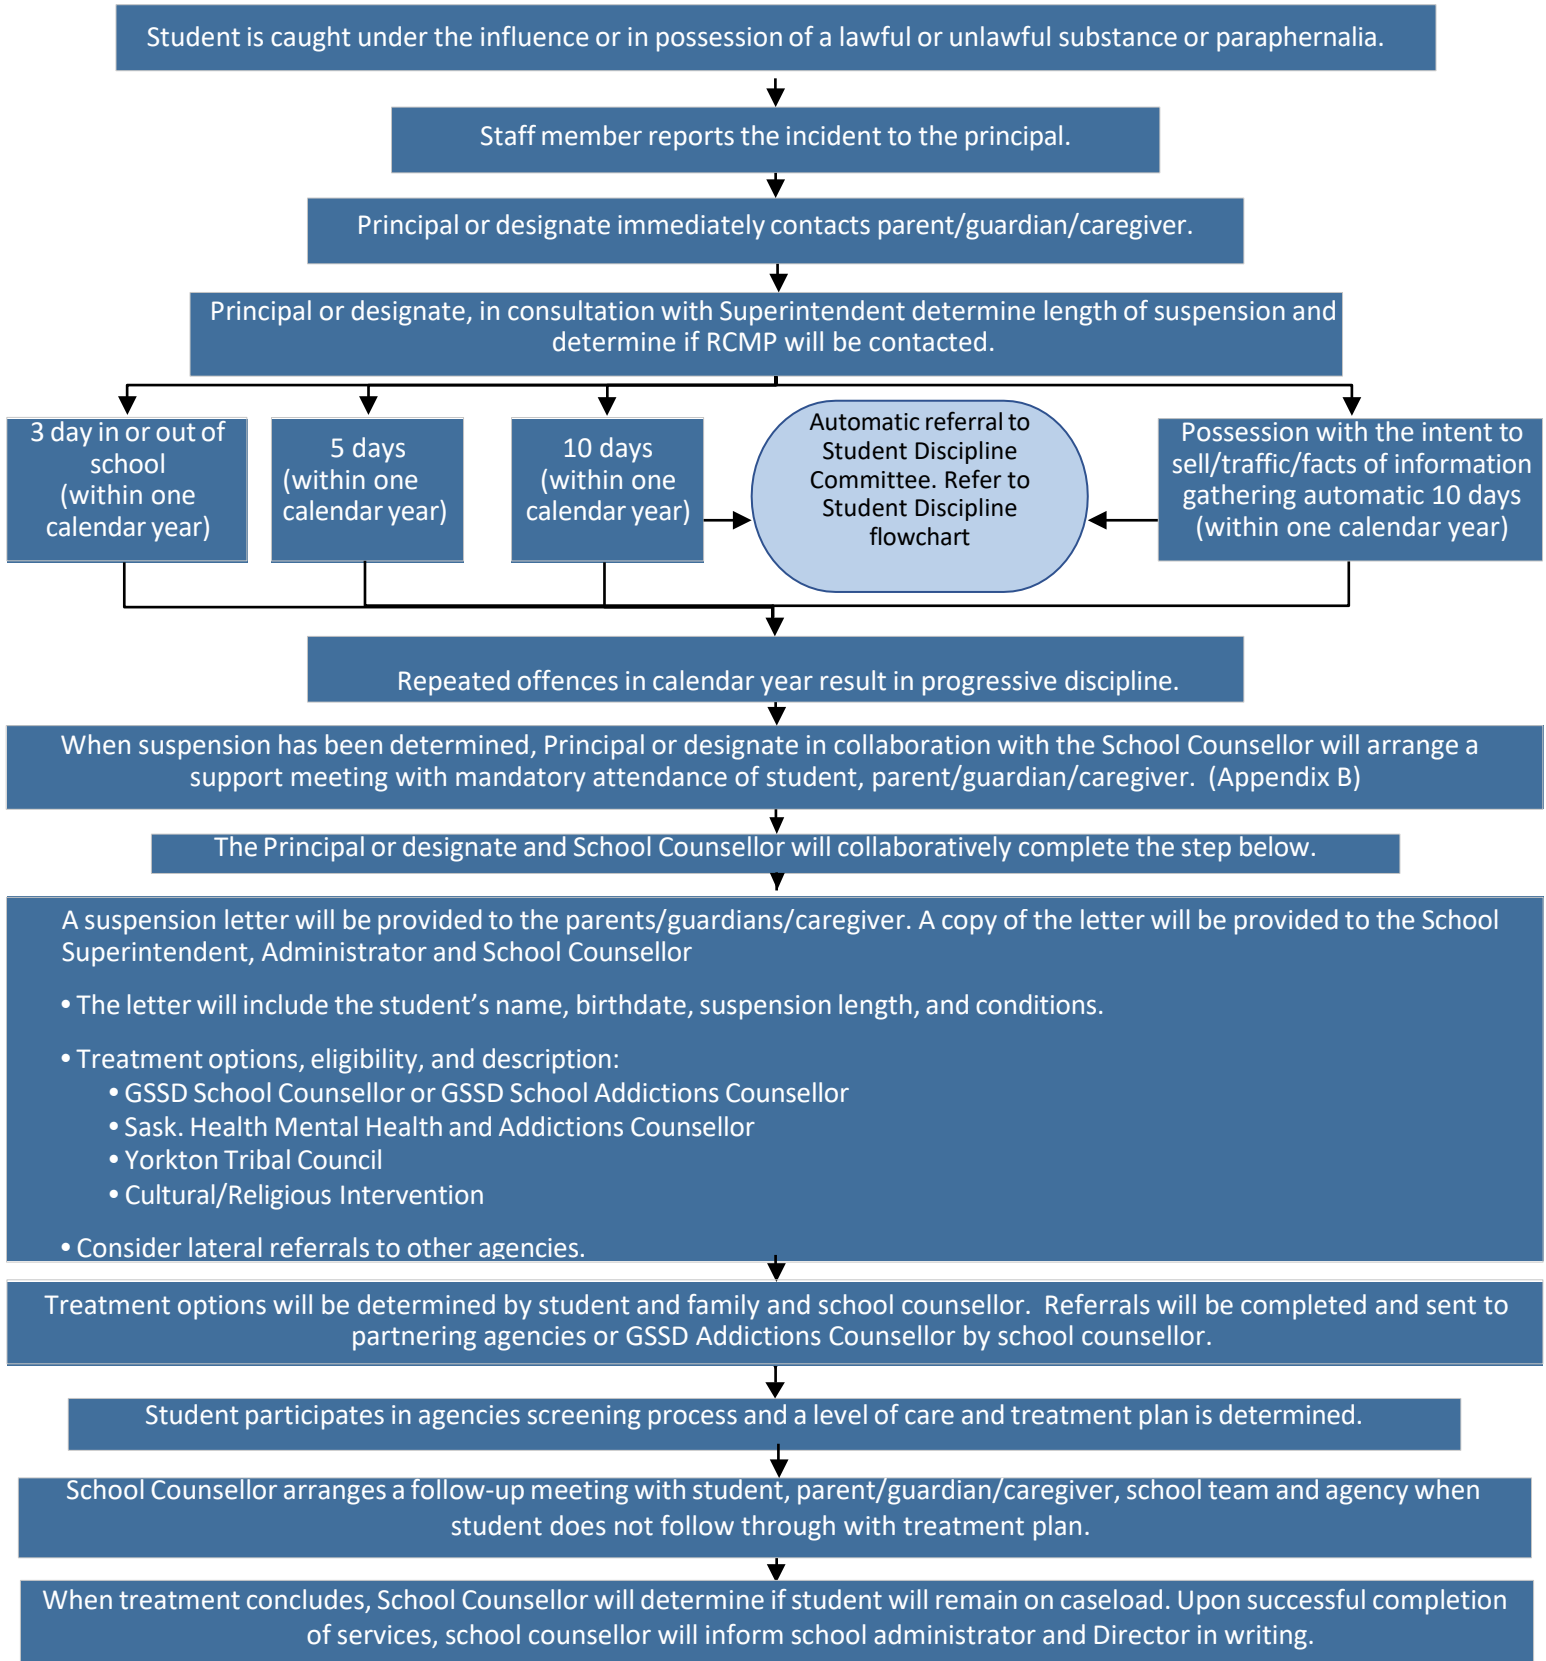 Student is caught under the influence or in possession of a lawful or unlawful substance or paraphernalia.
Staff member reports the incident to the principal.
Principal or designate immediately contacts parent/guardian/caregiver.
Principal or designate, in consultation with Superintendent determine length of suspension and
determine if RCMP will be contacted.
3 day in or out of
school
(within one
calendar year)
5 days
(within one
calendar year)
10 days
(within one
calendar year)
Automatic referral to
Student Discipline
Committee. Refer to
Student Discipline
flowchart
Possession with the intent to
sell/traffic/facts of information
gathering automatic 10 days
(within one calendar year)
Repeated offences in calendar year result in progressive discipline.
When suspension has been determined, Principal or designate in collaboration with the School Counsellor will arrange a
support meeting with mandatory attendance of student, parent/guardian/caregiver. (Appendix B)
The Principal or designate and School Counsellor will collaboratively complete the step below.
A suspension letter will be provided to the parents/guardians/caregiver. A copy of the letter will be provided to the School
Superintendent, Administrator and School Counsellor
• The letter will include the student's name, birthdate, suspension length, and conditions.
• Treatment options, eligibility, and description:
• GSSD School Counsellor or GSSD School Addictions Counsellor
• Sask. Health Mental Health and Addictions Counsellor
• Yorkton Tribal Council
• Cultural/Religious Intervention
• Consider lateral referrals to other agencies.
Treatment options will be determined by student and family and school counsellor. Referrals will be completed and sent to
partnering agencies or GSSD Addictions Counsellor by school counsellor.
Student participates in agencies screening process and a level of care and treatment plan is determined.
School Counsellor arranges a follow-up meeting with student, parent/guardian/caregiver, school team and agency when
student does not follow through with treatment plan.
When treatment concludes, School Counsellor will determine if student will remain on caseload. Upon successful completion
of services, school counsellor will inform school administrator and Director in writing.